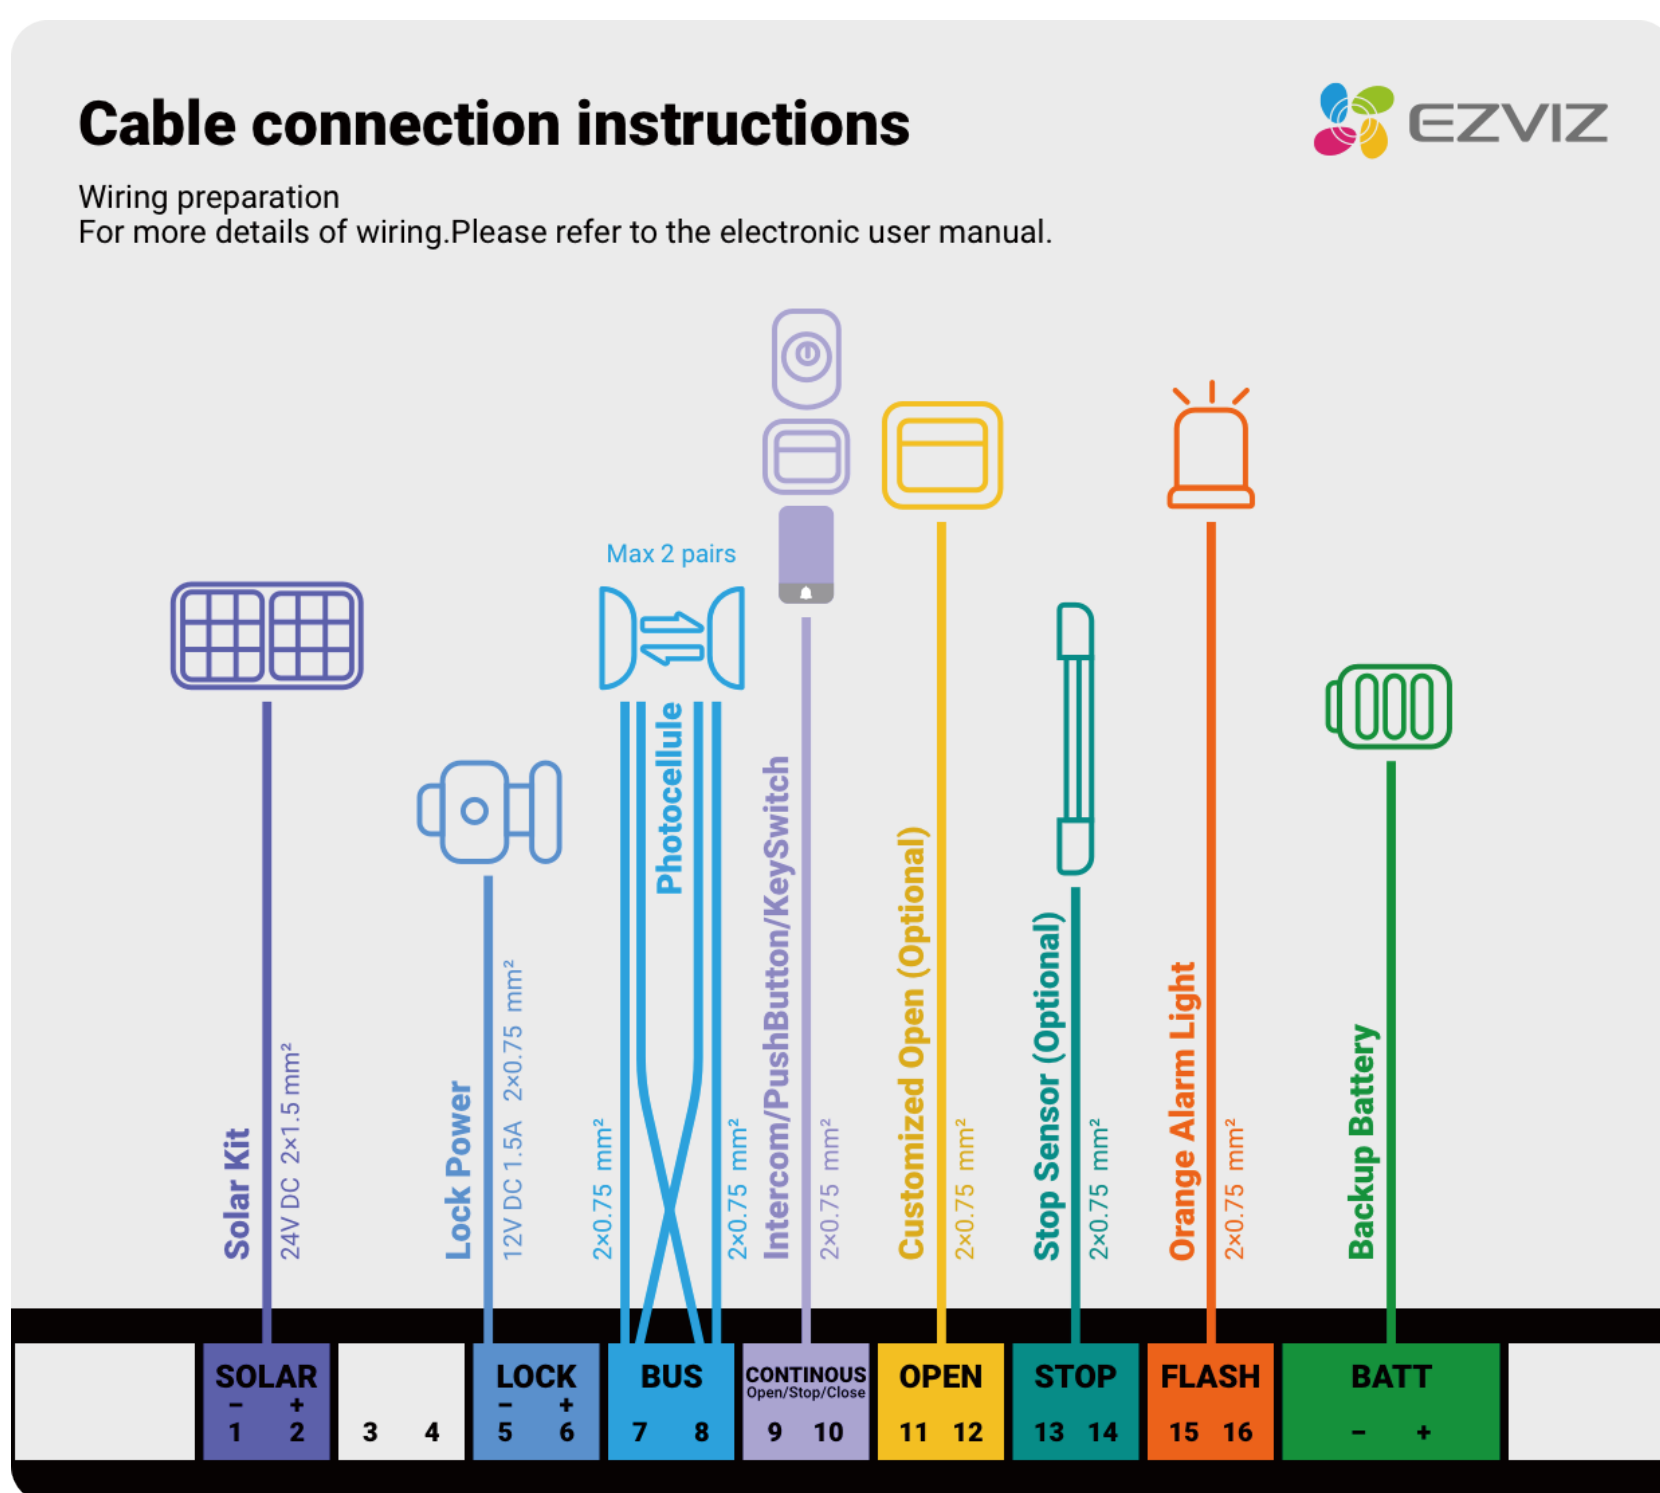 Cable connection instructions
EZVIZ
Wiring preparation
For more details of wiring.Please refer to the electronic user manual.
Max 2 pairs
Solar Kit
24V DC 2×1.5 mm²
Lock Power
12V DC 1.5A 2×0.75 mm²
2×0.75 mm²
Photocellule
2×0.75 mm²
Intercom/PushButton/KeySwitch
2×0.75 mm²
Customized Open (Optional)
2×0.75 mm²
Stop Sensor (Optional)
2×0.75 mm²
Orange Alarm Light
2×0.75 mm²
Backup Battery
SOLAR
− +
1 2
3 4
LOCK
− +
5 6
BUS
7 8
CONTINOUS
Open/Stop/Close
9 10
OPEN
11 12
STOP
13 14
FLASH
15 16
BATT
− +